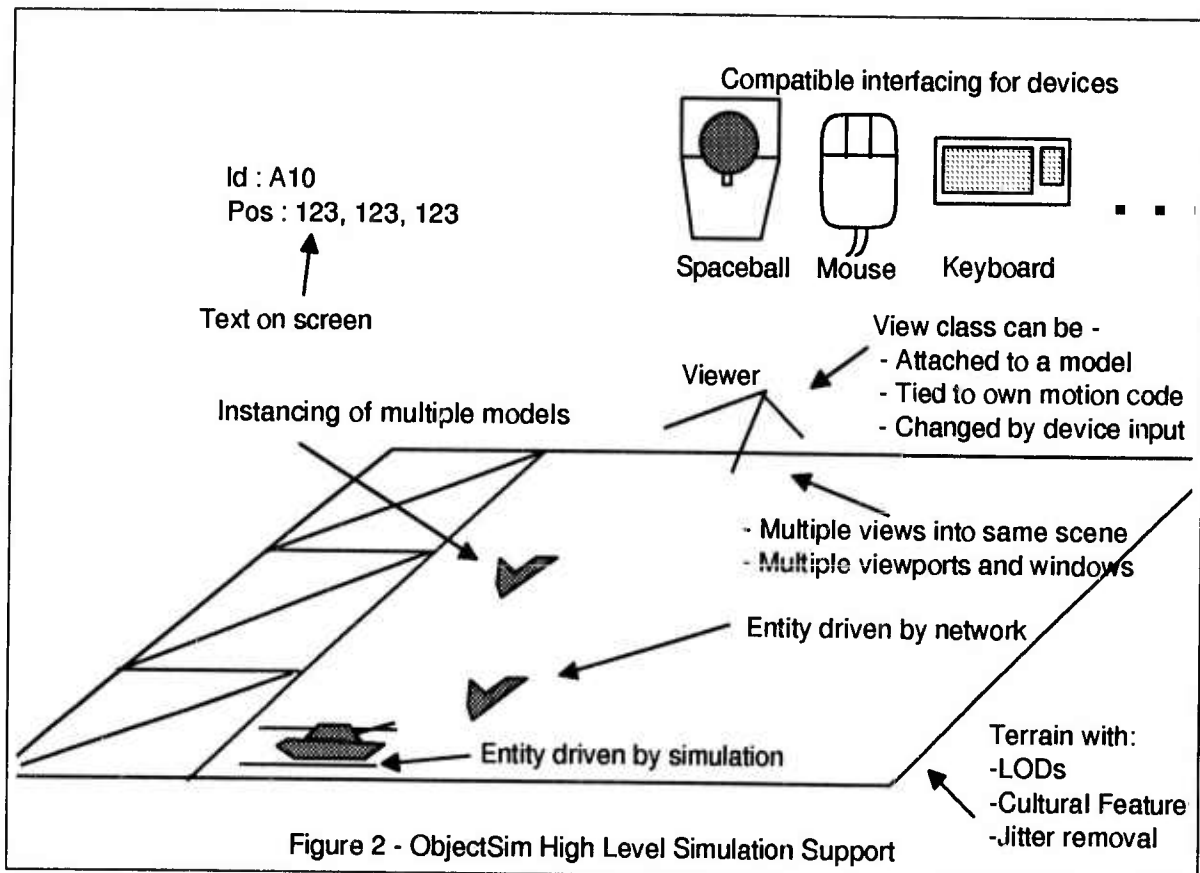 Compatible interfacing for devices
Id : A10
Pos : 123, 123, 123
Spaceball Mouse Keyboard
Text on screen
View class can be -
- Attached to a model
- Tied to own motion code
- Changed by device input
Viewer
Instancing of multiple models
- Multiple views into same scene
- Multiple viewports and windows
Entity driven by network
Entity driven by simulation
Terrain with:
-LODs
-Cultural Feature
-Jitter removal
Figure 2 - ObjectSim High Level Simulation Support